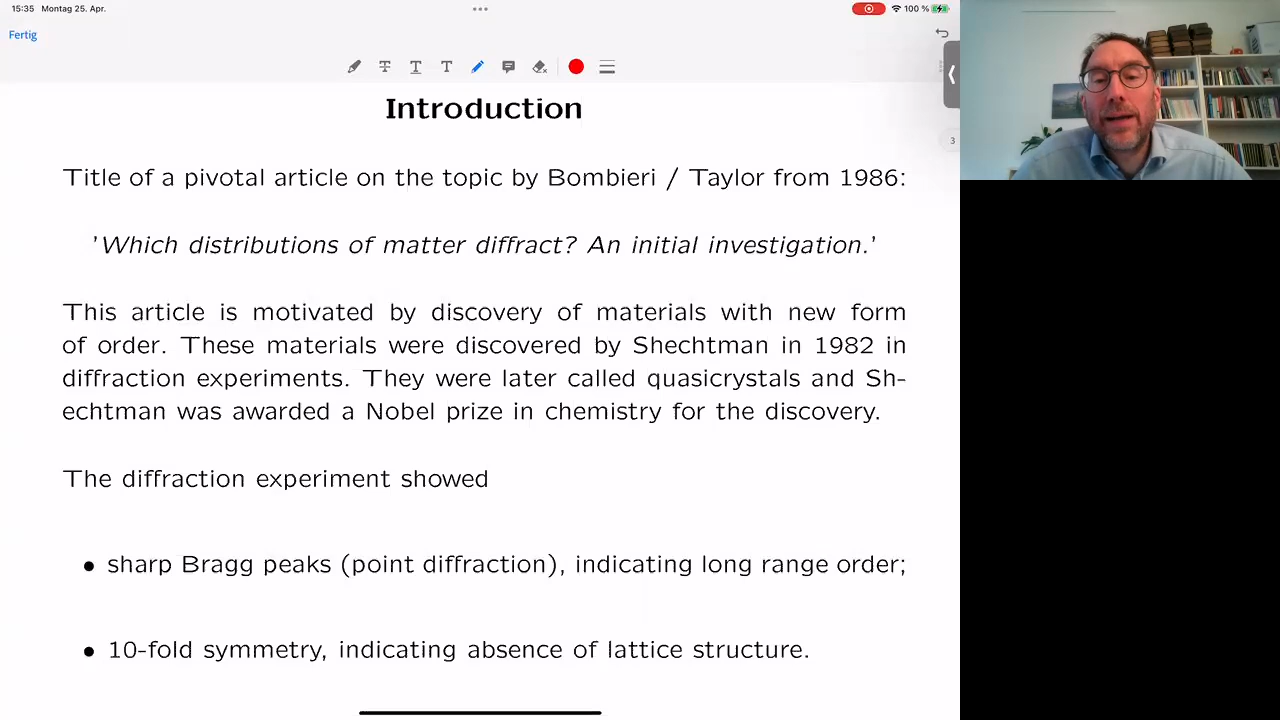 15:35 Montag 25. Apr.
100 %
Fertig
T T T
Introduction
3
Title of a pivotal article on the topic by Bombieri / Taylor from 1986:
'Which distributions of matter diffract? An initial investigation.'
This article is motivated by discovery of materials with new form
of order. These materials were discovered by Shechtman in 1982 in
diffraction experiments. They were later called quasicrystals and Sh-
echtman was awarded a Nobel prize in chemistry for the discovery.
The diffraction experiment showed
• sharp Bragg peaks (point diffraction), indicating long range order;
• 10-fold symmetry, indicating absence of lattice structure.